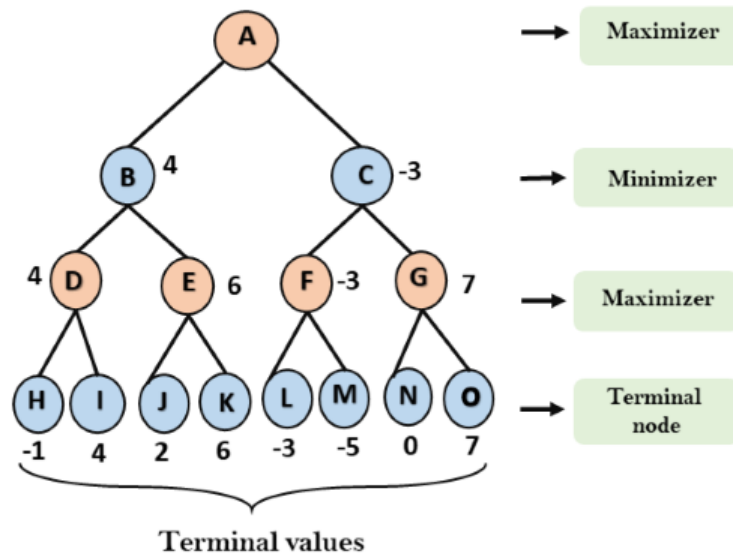 A
Maximizer
B 4
C -3
Minimizer
4 D
E 6
F -3
G 7
Maximizer
H I J K L M N O
Terminal
node
-1 4 2 6 -3 -5 0 7
Terminal values